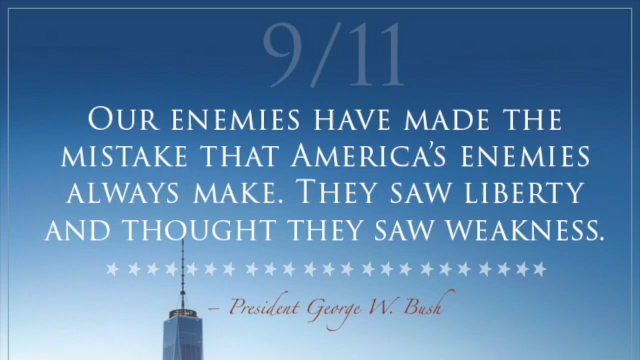 9/11
Our enemies have made the
mistake that America’s enemies
always make. They saw liberty
and thought they saw weakness.
– President George W. Bush